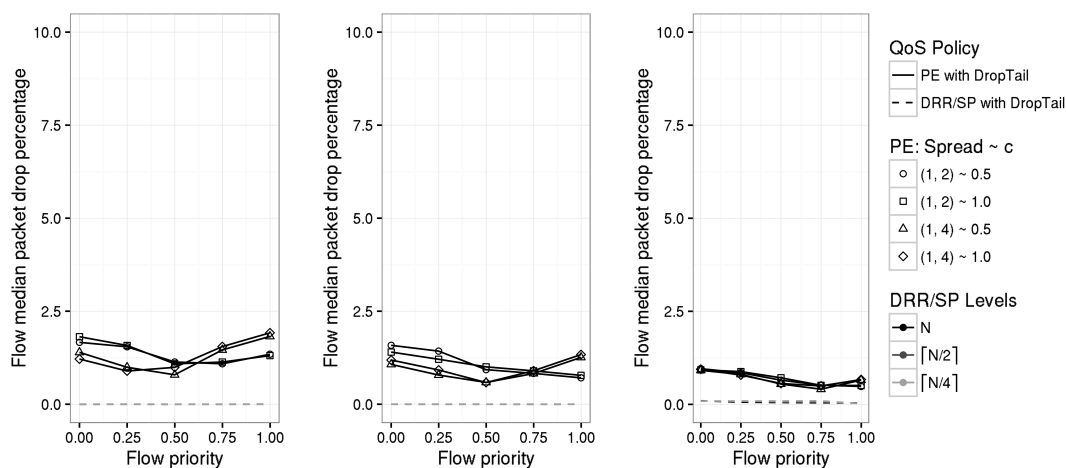 Flow median packet drop percentage
10.0
7.5
5.0
2.5
0.0
0.00 0.25 0.50 0.75 1.00
Flow priority
Flow median packet drop percentage
10.0
7.5
5.0
2.5
0.0
0.00 0.25 0.50 0.75 1.00
Flow priority
Flow median packet drop percentage
10.0
7.5
5.0
2.5
0.0
0.00 0.25 0.50 0.75 1.00
Flow priority
QoS Policy
PE with DropTail
DRR/SP with DropTail
PE: Spread ~ c
(1, 2) ~ 0.5
(1, 2) ~ 1.0
(1, 4) ~ 0.5
(1, 4) ~ 1.0
DRR/SP Levels
N
⌈N/2⌉
⌈N/4⌉